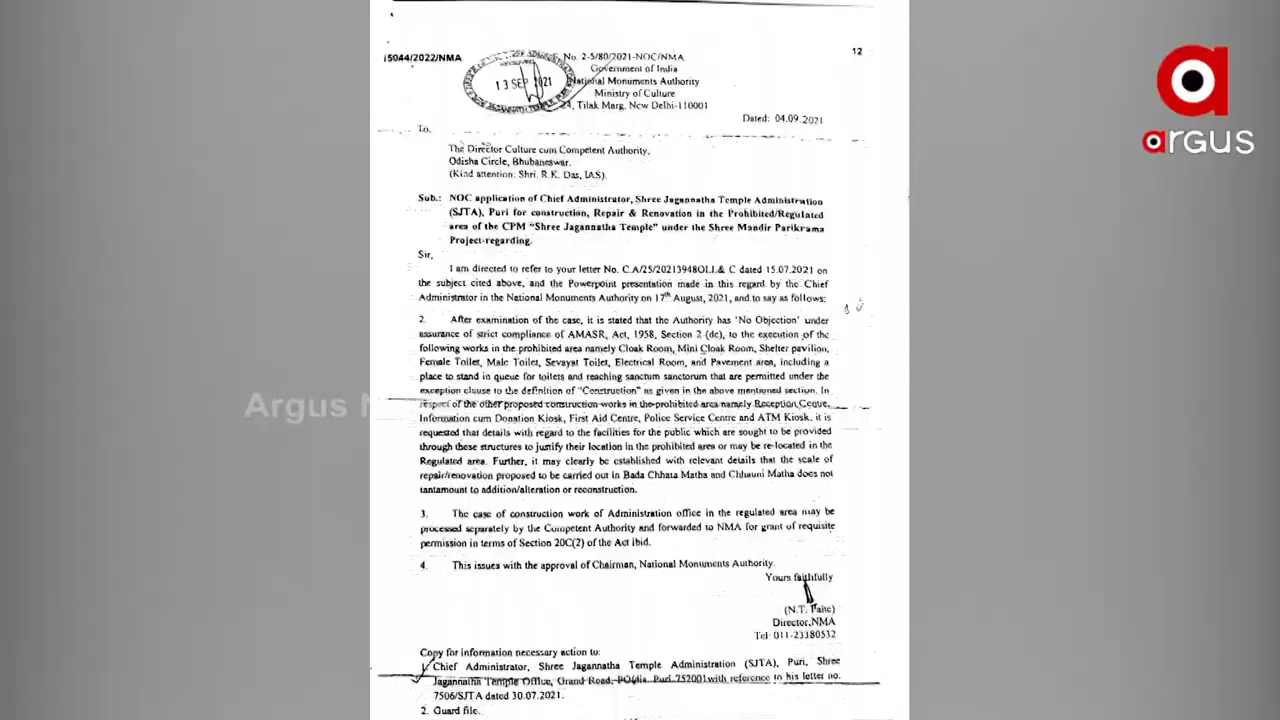 15044/2022/NMA
12
No. 2-5/80/2021-NOC/NMA
Government of India
National Monuments Authority
Ministry of Culture
24, Tilak Marg, New Delhi-110001
13 SEP 2021
Dated: 04.09.2021
To,
The Director Culture cum Competent Authority,
Odisha Circle, Bhubaneswar.
(Kind attention: Shri. R.K. Das, IAS).
Sub.: NOC application of Chief Administrator, Shree Jagannatha Temple Administration
(SJTA), Puri for construction, Repair & Renovation in the Prohibited/Regulated
area of the CPM "Shree Jagannatha Temple" under the Shree Mandir Parikrama
Project-regarding.
Sir,
I am directed to refer to your letter No. C.A/25/20213948OLL& C dated 15.07.2021 on
the subject cited above, and the Powerpoint presentation made in this regard by the Chief
Administrator in the National Monuments Authority on 17th August, 2021, and to say as follows:
2. After examination of the case, it is stated that the Authority has 'No Objection' under
assurance of strict compliance of AMASR, Act, 1958, Section 2 (dc), to the execution of the
following works in the prohibited area namely Cloak Room, Mini Cloak Room, Shelter pavilion,
Female Toilet, Male Toilet, Sevayat Toilet, Electrical Room, and Pavement area, including a
place to stand in queue for toilets and reaching sanctum sanctorum that are permitted under the
exception clause to the definition of "Construction" as given in the above mentioned section. In
respect of the other proposed construction works in the prohibited area namely Reception Centre,
Information cum Donation Kiosk, First Aid Centre, Police Service Centre and ATM Kiosk, it is
requested that details with regard to the facilities for the public which are sought to be provided
through these structures to justify their location in the prohibited area or may be re-located in the
Regulated area. Further, it may clearly be established with relevant details that the scale of
repair/renovation proposed to be carried out in Bada Chhata Matha and Chhauni Matha does not
tantamount to addition/alteration or reconstruction.
3. The case of construction work of Administration office in the regulated area may be
processed separately by the Competent Authority and forwarded to NMA for grant of requisite
permission in terms of Section 20C(2) of the Act ibid.
4. This issues with the approval of Chairman, National Monuments Authority.
Yours faithfully
(N.T. Paite)
Director,NMA
Tel: 011-23380532
Copy for information necessary action to:
1. Chief Administrator, Shree Jagannatha Temple Administration (SJTA), Puri, Shree
Jagannatha Temple Office, Grand Road, Puri 752001with reference to his letter no.
7506/SJTA dated 30.07.2021.
2. Guard file.
a
argus
Argus N